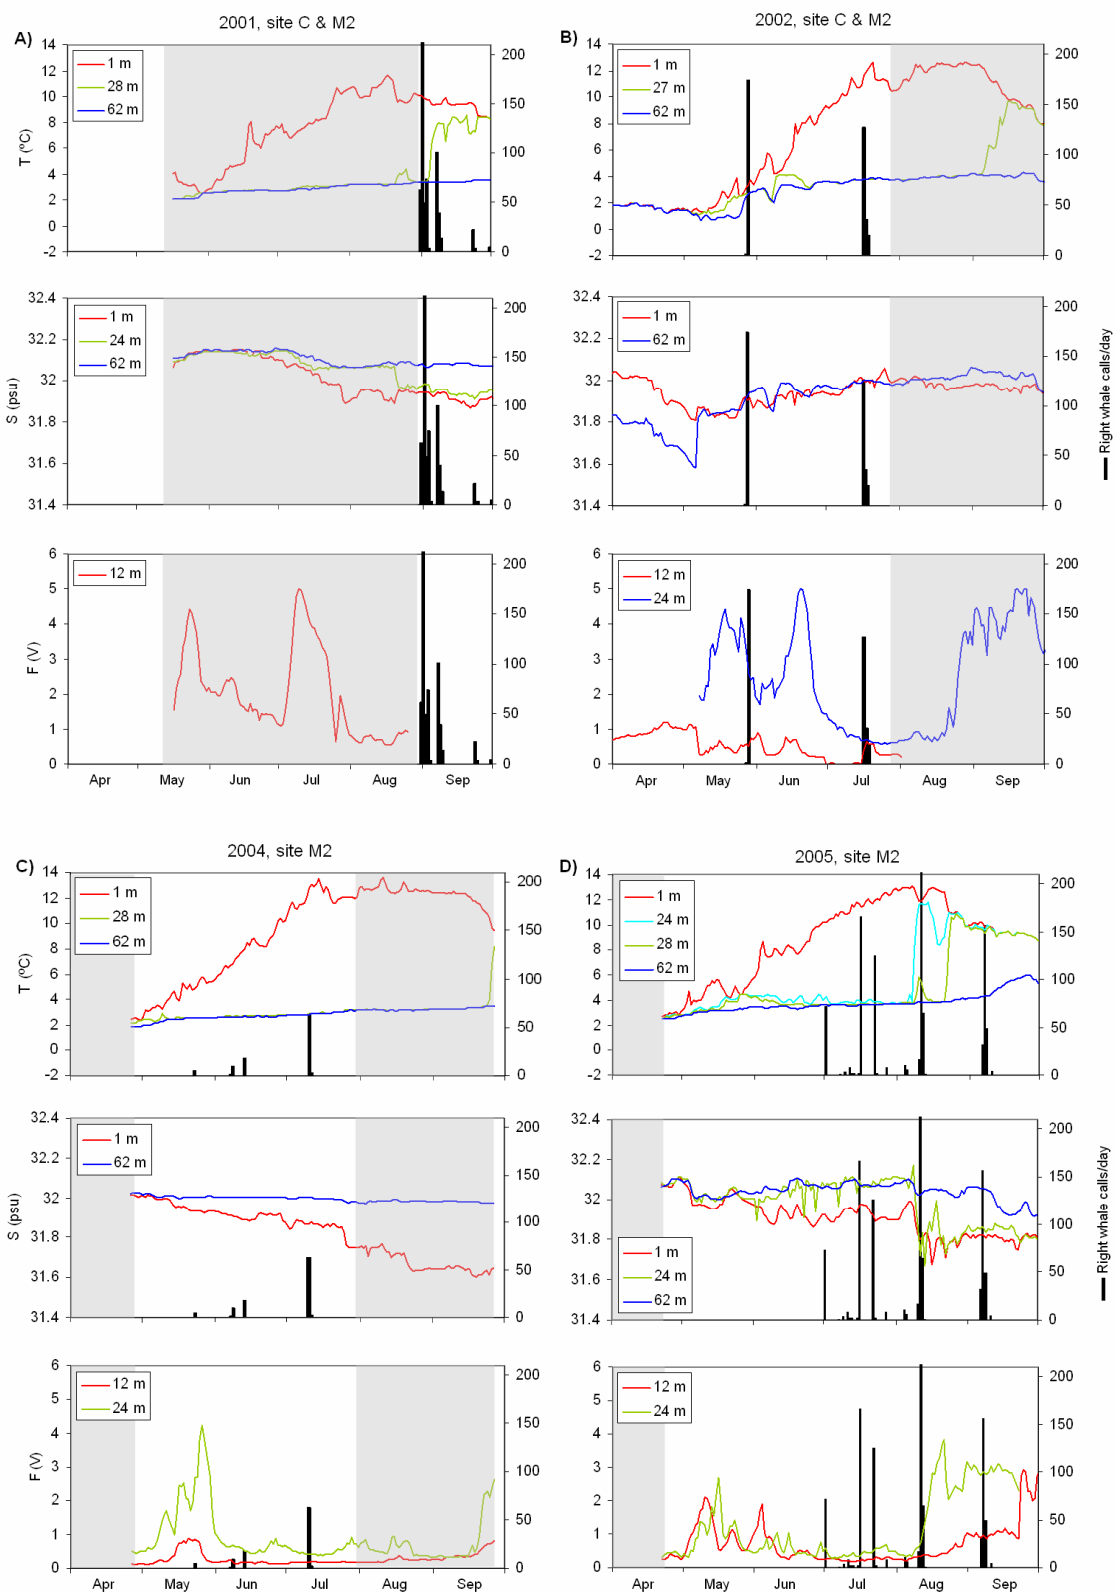 A)
2001, site C & M2
14
12
10
8
6
4
2
0
-2
T (ºC)
1 m
28 m
62 m
200
150
100
50
0
32.4
32.2
32
31.8
31.6
31.4
S (psu)
1 m
24 m
62 m
200
150
100
50
0
6
5
4
3
2
1
0
F (V)
12 m
200
150
100
50
0
Apr May Jun Jul Aug Sep
B)
2002, site C & M2
14
12
10
8
6
4
2
0
-2
T (ºC)
1 m
27 m
62 m
200
150
100
50
0
32.4
32.2
32
31.8
31.6
31.4
S (psu)
1 m
62 m
200
150
100
50
0
Right whale calls/day
6
5
4
3
2
1
0
F (V)
12 m
24 m
200
150
100
50
0
Apr May Jun Jul Aug Sep
C)
2004, site M2
14
12
10
8
6
4
2
0
-2
T (ºC)
1 m
28 m
62 m
200
150
100
50
0
32.4
32.2
32
31.8
31.6
31.4
S (psu)
1 m
62 m
200
150
100
50
0
6
5
4
3
2
1
0
F (V)
12 m
24 m
200
150
100
50
0
Apr May Jun Jul Aug Sep
D)
2005, site M2
14
12
10
8
6
4
2
0
-2
T (ºC)
1 m
24 m
28 m
62 m
200
150
100
50
0
32.4
32.2
32
31.8
31.6
31.4
S (psu)
1 m
24 m
62 m
200
150
100
50
0
Right whale calls/day
6
5
4
3
2
1
0
F (V)
12 m
24 m
200
150
100
50
0
Apr May Jun Jul Aug Sep